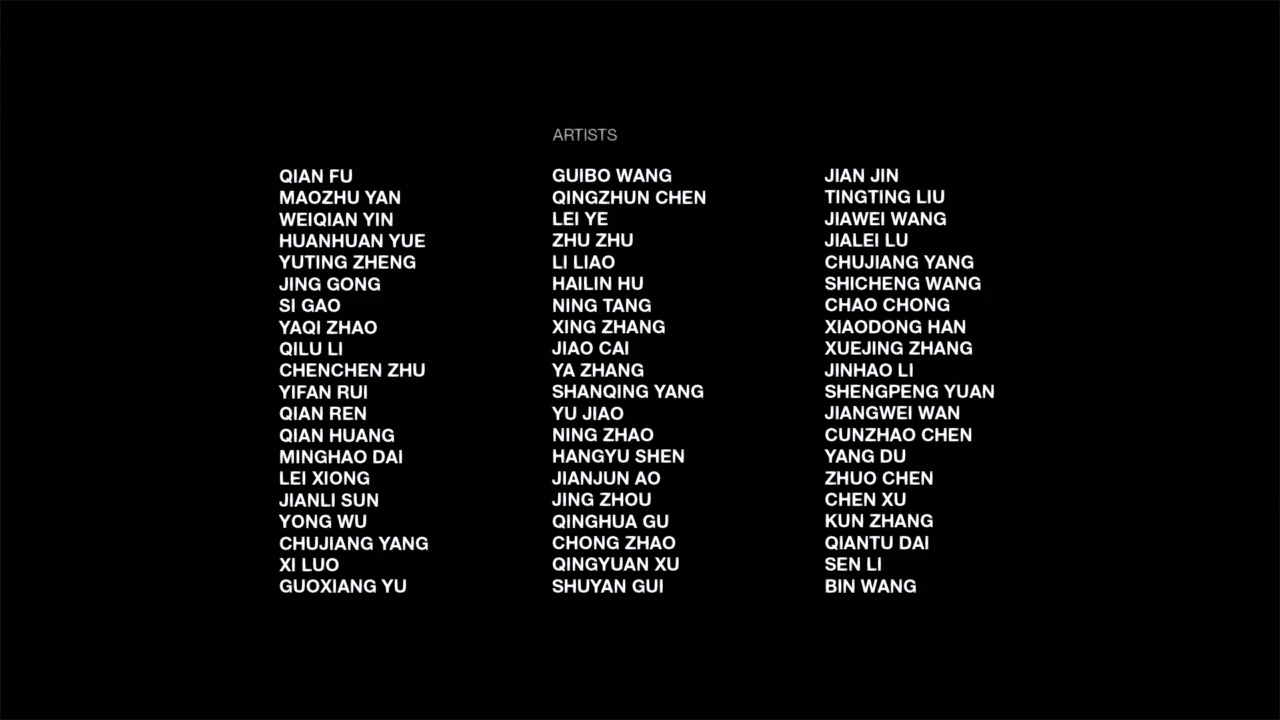 ARTISTS
QIAN FU
MAOZHU YAN
WEIQIAN YIN
HUANHUAN YUE
YUTING ZHENG
JING GONG
SI GAO
YAQI ZHAO
QILU LI
CHENCHEN ZHU
YIFAN RUI
QIAN REN
QIAN HUANG
MINGHAO DAI
LEI XIONG
JIANLI SUN
YONG WU
CHUJIANG YANG
XI LUO
GUOXIANG YU
GUIBO WANG
QINGZHUN CHEN
LEI YE
ZHU ZHU
LI LIAO
HAILIN HU
NING TANG
XING ZHANG
JIAO CAI
YA ZHANG
SHANQING YANG
YU JIAO
NING ZHAO
HANGYU SHEN
JIANJUN AO
JING ZHOU
QINGHUA GU
CHONG ZHAO
QINGYUAN XU
SHUYAN GUI
JIAN JIN
TINGTING LIU
JIAWEI WANG
JIALEI LU
CHUJIANG YANG
SHICHENG WANG
CHAO CHONG
XIAODONG HAN
XUEJING ZHANG
JINHAO LI
SHENGPENG YUAN
JIANGWEI WAN
CUNZHAO CHEN
YANG DU
ZHUO CHEN
CHEN XU
KUN ZHANG
QIANTU DAI
SEN LI
BIN WANG